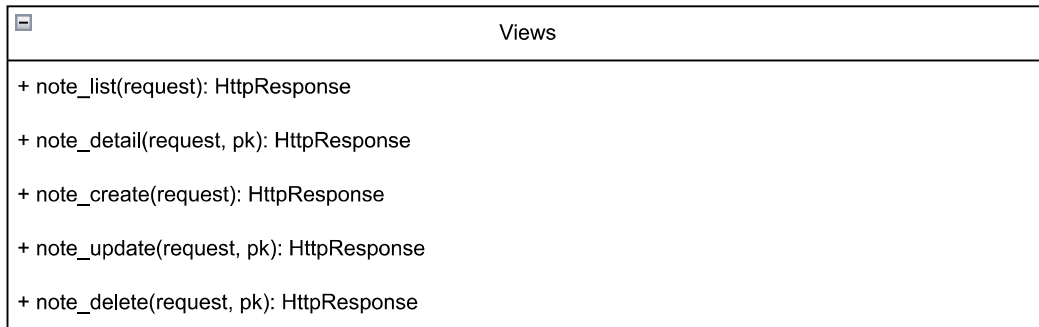 Views
+ note_list(request): HttpResponse
+ note_detail(request, pk): HttpResponse
+ note_create(request): HttpResponse
+ note_update(request, pk): HttpResponse
+ note_delete(request, pk): HttpResponse